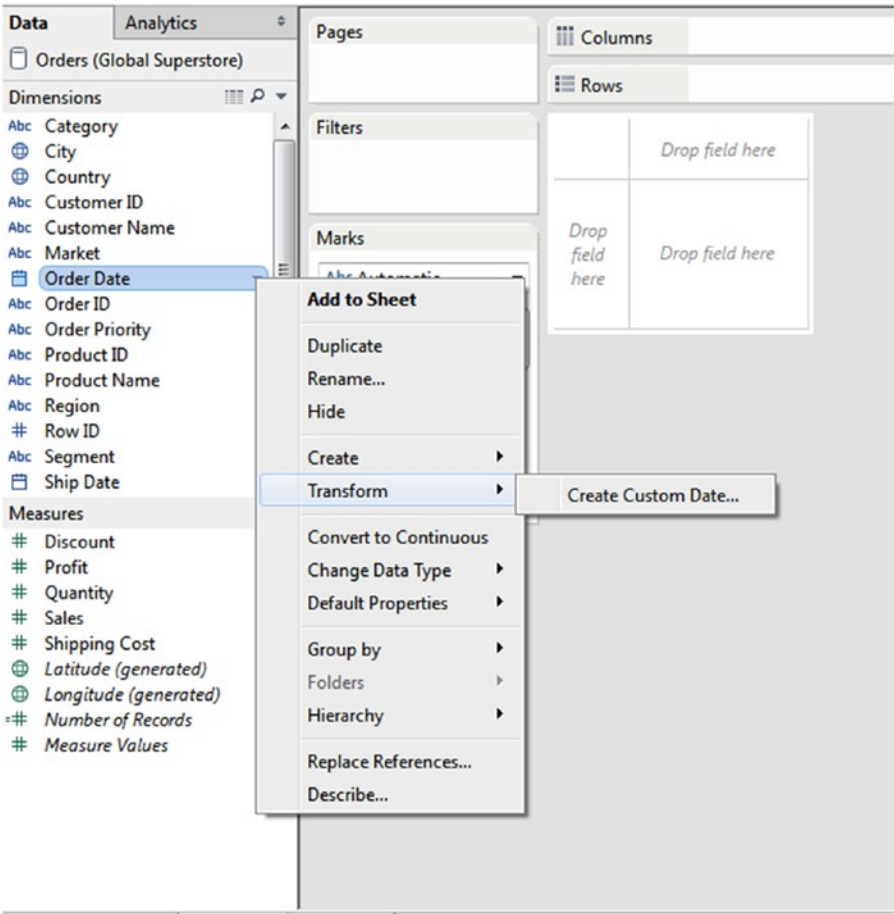 Data
Analytics
Orders (Global Superstore)
Dimensions
Abc Category
City
Country
Abc Customer ID
Abc Customer Name
Abc Market
Order Date
Abc Order ID
Abc Order Priority
Abc Product ID
Abc Product Name
Abc Region
# Row ID
Abc Segment
Ship Date
Measures
# Discount
# Profit
# Quantity
# Sales
# Shipping Cost
Latitude (generated)
Longitude (generated)
=# Number of Records
# Measure Values
Pages
Filters
Marks
Abc Automatic
Add to Sheet
Duplicate
Rename...
Hide
Create
Transform
Convert to Continuous
Change Data Type
Default Properties
Group by
Folders
Hierarchy
Replace References...
Describe...
Create Custom Date...
Columns
Rows
Drop field here
Drop
field
here
Drop field here